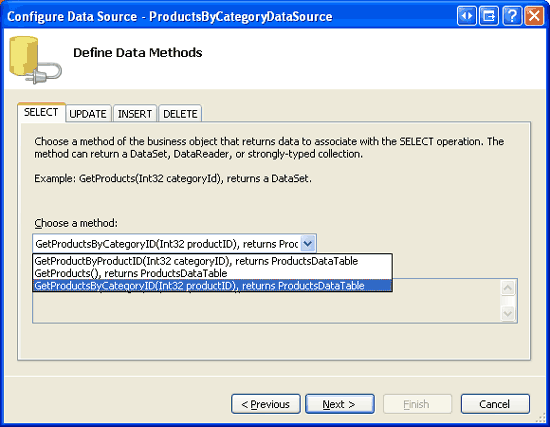 Configure Data Source - ProductsByCategoryDataSource
Define Data Methods
SELECT UPDATE INSERT DELETE
Choose a method of the business object that returns data to associate with the SELECT operation. The
method can return a DataSet, DataReader, or strongly-typed collection.
Example: GetProducts(Int32 categoryId), returns a DataSet.
Choose a method:
GetProductsByCategoryID(Int32 productID), returns Proc
GetProductByProductID(Int32 categoryID), returns ProductsDataTable
GetProducts(), returns ProductsDataTable
GetProductsByCategoryID(Int32 productID), returns ProductsDataTable
< Previous Next > Finish Cancel